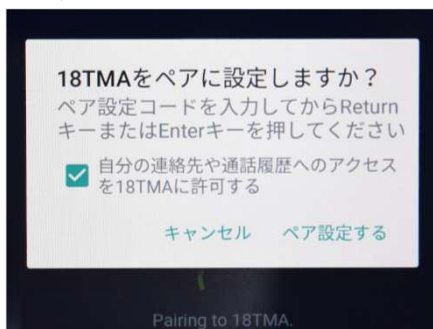 18TMAをペアに設定しますか？
ペア設定コードを入力してからReturn
キーまたはEnterキーを押してください
自分の連絡先や通話履歴へのアクセス
を18TMAに許可する
キャンセル ペア設定する
Pairing to 18TMA.